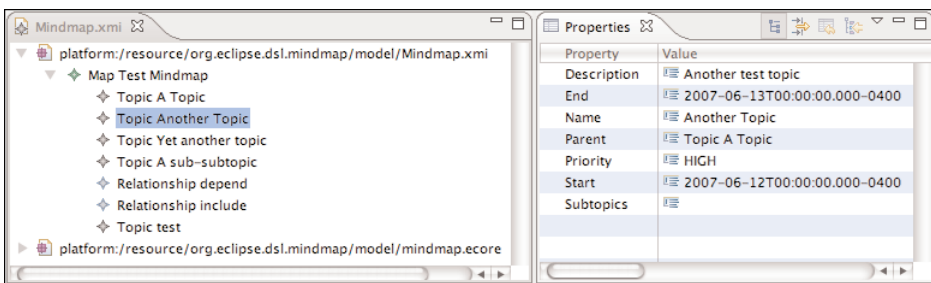 Mindmap.xmi
platform:/resource/org.eclipse.dsl.mindmap/model/Mindmap.xmi
Map Test Mindmap
Topic A Topic
Topic Another Topic
Topic Yet another topic
Topic A sub-subtopic
Relationship depend
Relationship include
Topic test
platform:/resource/org.eclipse.dsl.mindmap/model/mindmap.ecore
Properties
Property Value
Description Another test topic
End 2007-06-13T00:00:00.000-0400
Name Another Topic
Parent Topic A Topic
Priority HIGH
Start 2007-06-12T00:00:00.000-0400
Subtopics